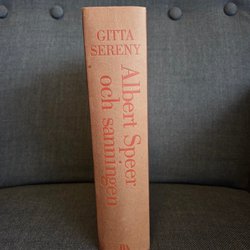 GITTA
SERENY
Albert Speer
och sanningen